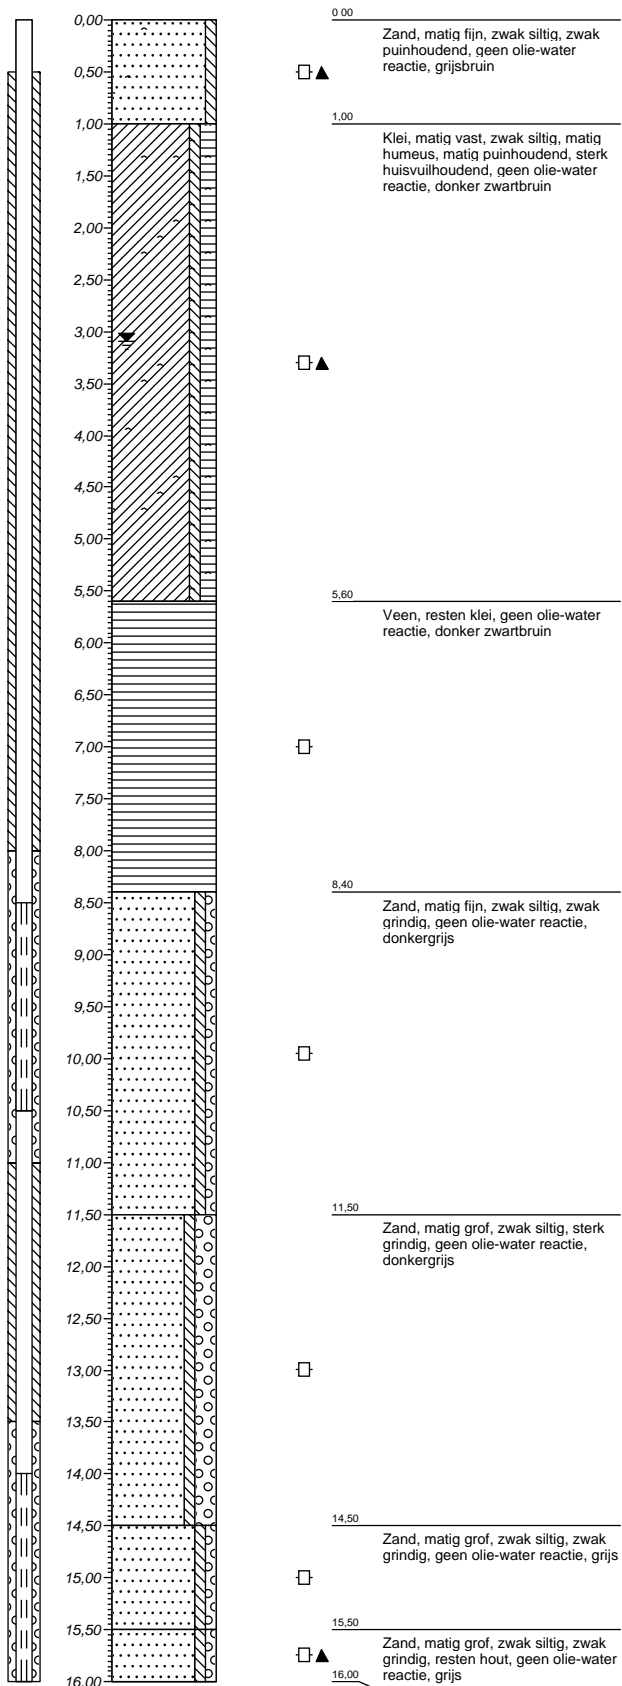 0,00
0 00
Zand, matig fijn, zwak siltig, zwak
puinhoudend, geen olie-water
reactie, grijsbruin
0,50
1,00
1,00
Klei, matig vast, zwak siltig, matig
humeus, matig puinhoudend, sterk
huisvuilhoudend, geen olie-water
reactie, donker zwartbruin
1,50
2,00
2,50
3,00
3,50
4,00
4,50
5,00
5,50
5,60
Veen, resten klei, geen olie-water
reactie, donker zwartbruin
6,00
6,50
7,00
7,50
8,00
8,40
Zand, matig fijn, zwak siltig, zwak
grindig, geen olie-water reactie,
donkergrijs
8,50
9,00
9,50
10,00
10,50
11,00
11,50
11,50
Zand, matig grof, zwak siltig, sterk
grindig, geen olie-water reactie,
donkergrijs
12,00
12,50
13,00
13,50
14,00
14,50
14,50
Zand, matig grof, zwak siltig, zwak
grindig, geen olie-water reactie, grijs
15,00
15,50
15,50
Zand, matig grof, zwak siltig, zwak
grindig, resten hout, geen olie-water
reactie, grijs
16,00
16,00